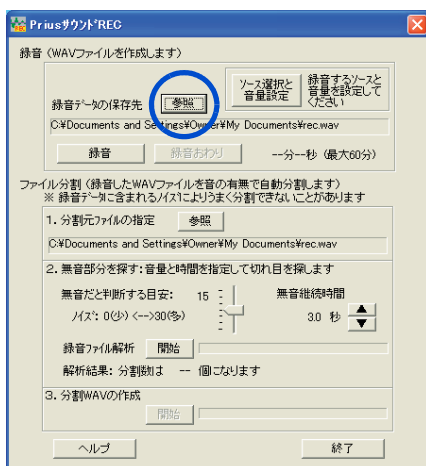 PriusサウンドREC
録音 (WAVファイルを作成します)
録音データの保存先 参照 ソース選択と音量設定 録音するソースと音量を設定してください
C:¥Documents and Settings¥Owner¥My Documents¥rec.wav
録音 録音おわり --分--秒 (最大60分)
ファイル分割 (録音したWAVファイルを音の有無で自動分割します)
※ 録音データに含まれるノイズによりうまく分割できないことがあります
1. 分割元ファイルの指定 参照
C:¥Documents and Settings¥Owner¥My Documents¥rec.wav
2. 無音部分を探す:音量と時間を指定して切れ目を探します
無音だと判断する目安: 15 無音継続時間
ノイズ: 0(少) <-->30(多) 3.0 秒
録音ファイル解析 開始
解析結果: 分割数は -- 個になります
3. 分割WAVの作成
開始
ヘルプ 終了